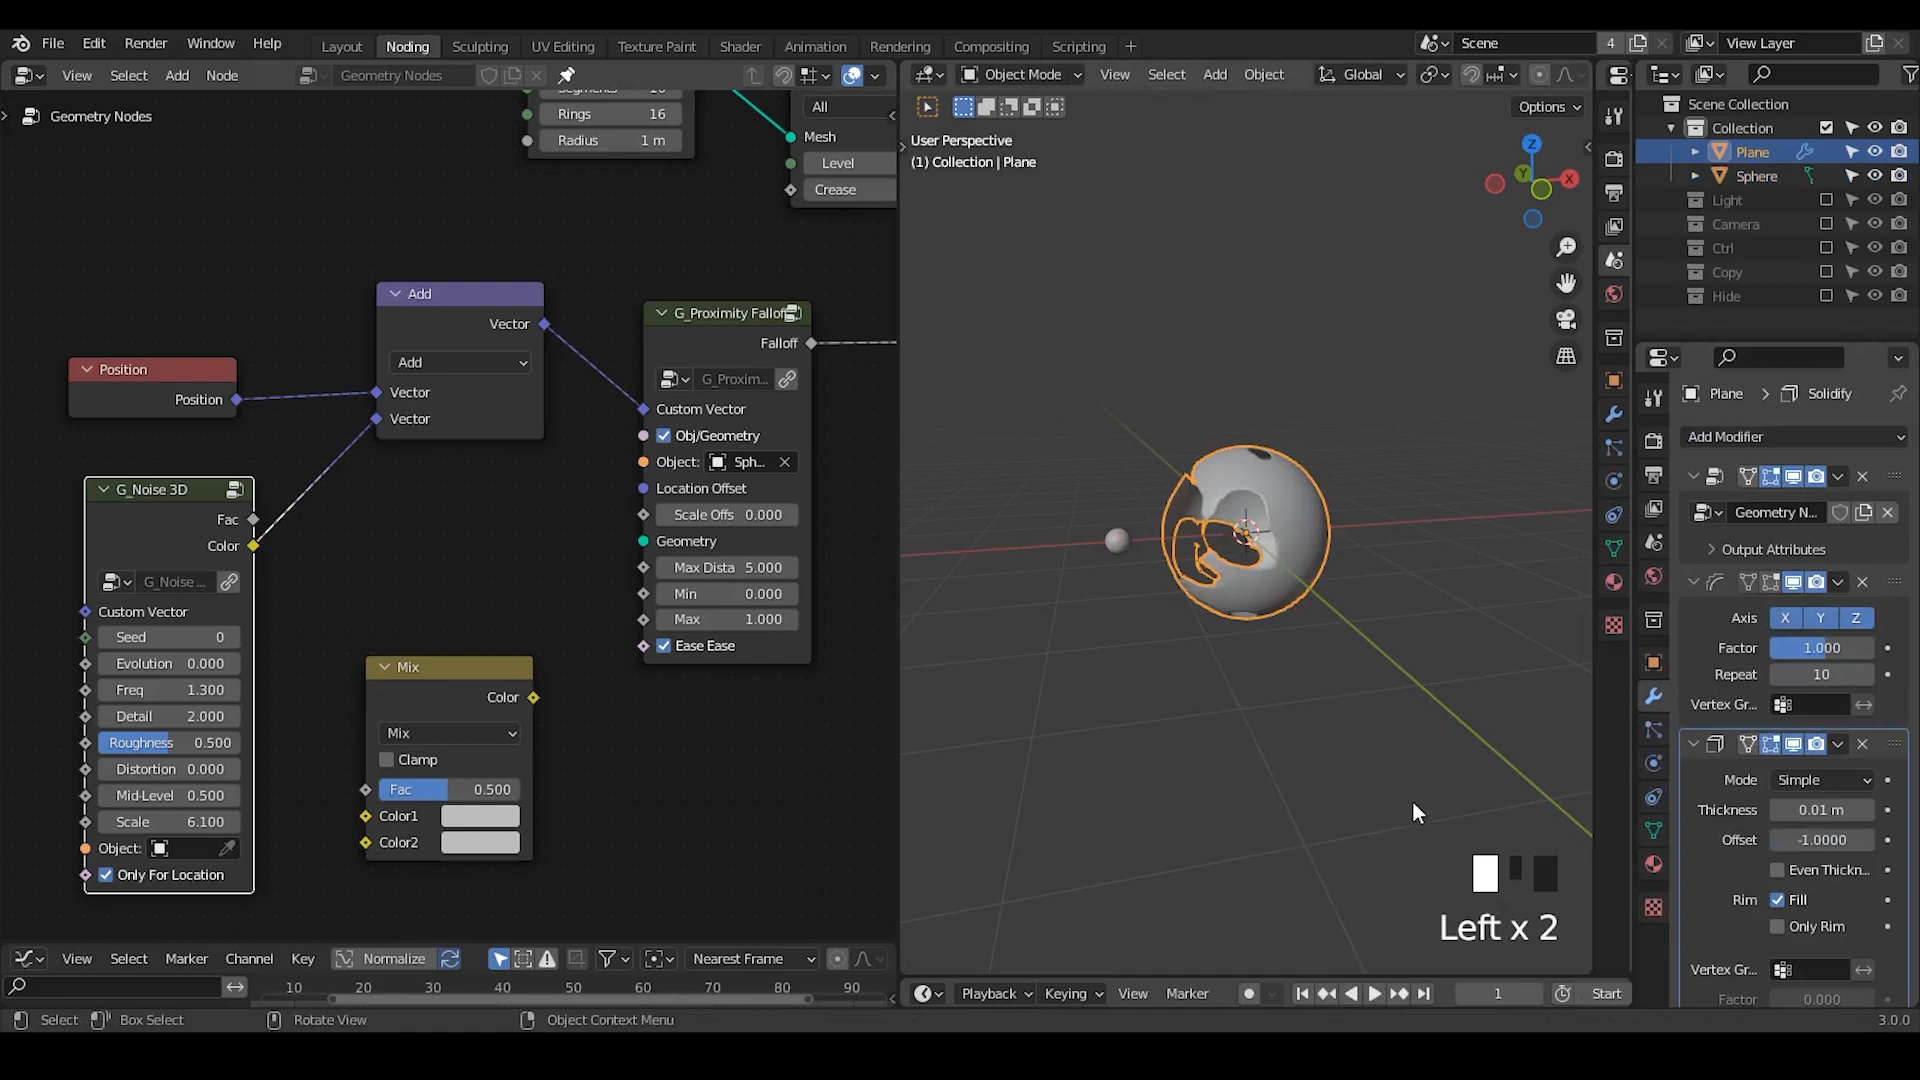 File Edit Render Window Help Layout Noding Sculpting UV Editing Texture Paint Shader Animation Rendering Compositing Scripting + Scene 4 View Layer
View Select Add Node Geometry Nodes
Object Mode View Select Add Object Global
Options
Geometry Nodes
Rings 16
Radius 1 m
All
Mesh
Level
Crease
User Perspective
(1) Collection | Plane
Z
Y
X
Scene Collection
Collection
Plane
Sphere
Light
Camera
Ctrl
Copy
Hide
Add
Vector
Add
Vector
Vector
Position
Position
G_Noise 3D
Fac
Color
G_Noise ...
Custom Vector
Seed 0
Evolution 0.000
Freq 1.300
Detail 2.000
Roughness 0.500
Distortion 0.000
Mid-Level 0.500
Scale 6.100
Object:
Only For Location
Mix
Color
Mix
Clamp
Fac 0.500
Color1
Color2
G_Proximity Fallof
Falloff
G_Proxim...
Custom Vector
Obj/Geometry
Object: Sph...
Location Offset
Scale Offs 0.000
Geometry
Max Dista 5.000
Min 0.000
Max 1.000
Ease Ease
Left x 2
Plane > Solidify
Add Modifier
Geometry N...
Output Attributes
Axis X Y Z
Factor 1.000
Repeat 10
Vertex Gr...
Mode Simple
Thickness 0.01 m
Offset -1.0000
Even Thickn...
Rim Fill
Only Rim
Vertex Gr...
Factor 0.000
View Select Marker Channel Key Normalize Nearest Frame
10 20 30 40 50 60 70 80 90
Playback Keying View Marker 1 Start
Select Box Select Rotate View Object Context Menu 3.0.0